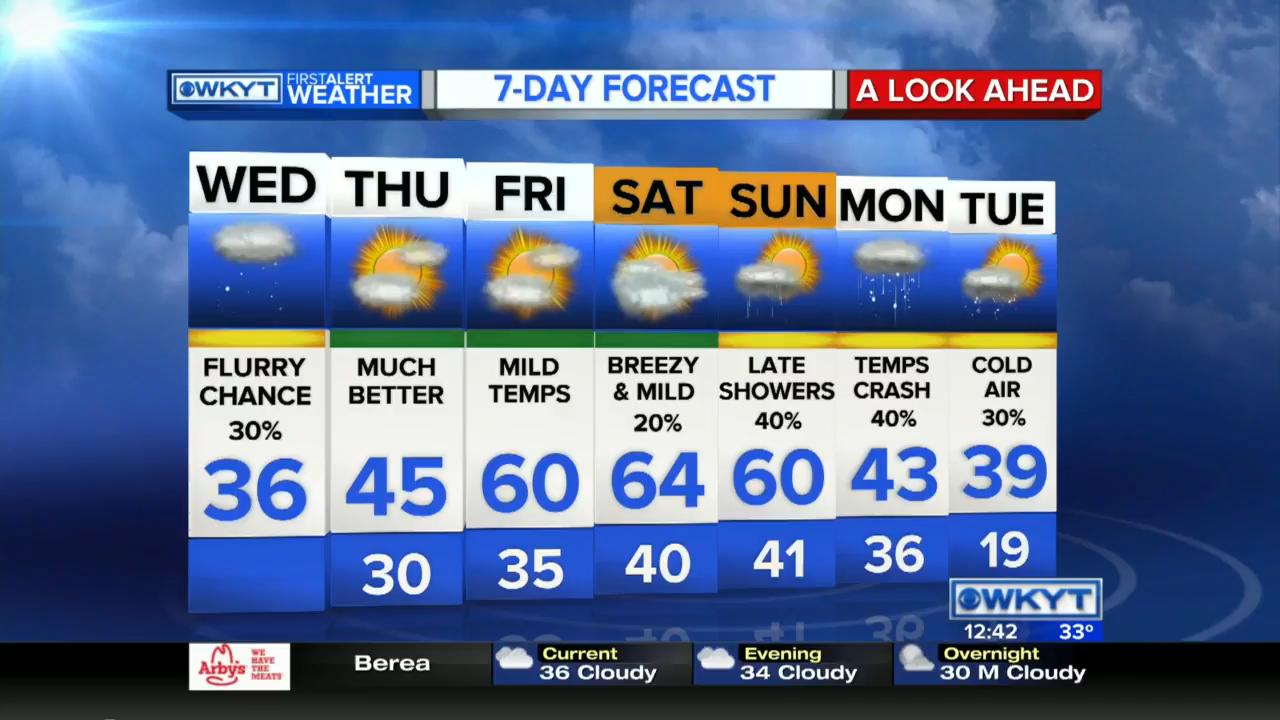 WKYT FIRST ALERT WEATHER
7-DAY FORECAST
A LOOK AHEAD
WED THU FRI SAT SUN MON TUE
FLURRY CHANCE
30%
36
MUCH BETTER
45
30
MILD TEMPS
60
35
BREEZY & MILD
20%
64
40
LATE SHOWERS
40%
60
41
TEMPS CRASH
40%
43
36
COLD AIR
30%
39
19
WKYT
12:42 33°
Arby's WE HAVE THE MEATS
Berea
Current
36 Cloudy
Evening
34 Cloudy
Overnight
30 M Cloudy